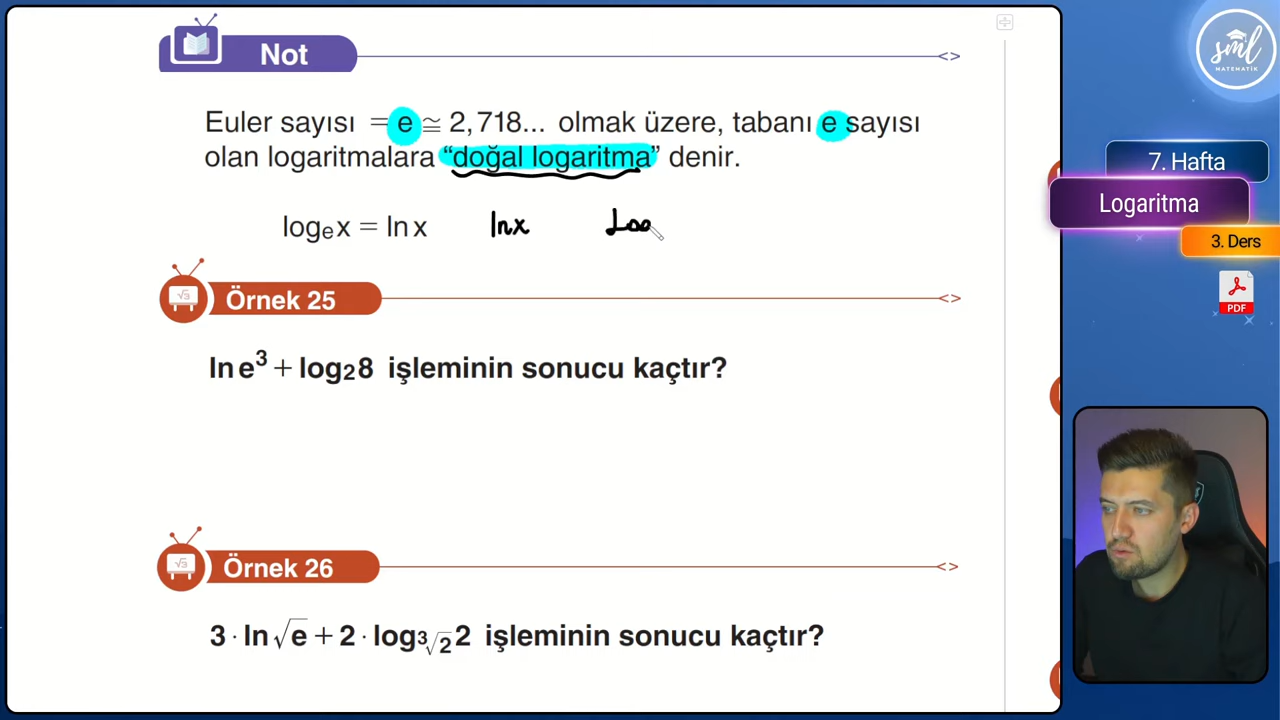 Not
Euler sayısı = e ≅ 2,718... olmak üzere, tabanı e sayısı
olan logaritmalara “doğal logaritma” denir.
logₑx = ln x lnx Loo
Örnek 25
ln e³ + log₂8 işleminin sonucu kaçtır?
Örnek 26
3 · ln √e + 2 · log ³√2 2 işleminin sonucu kaçtır?
sml
MATEMATİK
7. Hafta
Logaritma
3. Ders
PDF